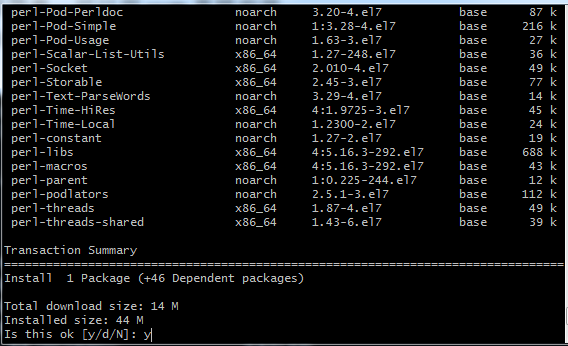 perl-Pod-Perldoc noarch 3.20-4.el7 base 87 k
perl-Pod-Simple noarch 1:3.28-4.el7 base 216 k
perl-Pod-Usage noarch 1.63-3.el7 base 27 k
perl-Scalar-List-Utils x86_64 1.27-248.el7 base 36 k
perl-Socket x86_64 2.010-4.el7 base 49 k
perl-Storable x86_64 2.45-3.el7 base 77 k
perl-Text-ParseWords noarch 3.29-4.el7 base 14 k
perl-Time-HiRes x86_64 4:1.9725-3.el7 base 45 k
perl-Time-Local noarch 1.2300-2.el7 base 24 k
perl-constant noarch 1.27-2.el7 base 19 k
perl-libs x86_64 4:5.16.3-292.el7 base 688 k
perl-macros x86_64 4:5.16.3-292.el7 base 43 k
perl-parent noarch 1:0.225-244.el7 base 12 k
perl-podlators noarch 2.5.1-3.el7 base 112 k
perl-threads x86_64 1.87-4.el7 base 49 k
perl-threads-shared x86_64 1.43-6.el7 base 39 k
Transaction Summary
================================================================================
Install 1 Package (+46 Dependent packages)
Total download size: 14 M
Installed size: 44 M
Is this ok [y/d/N]: y